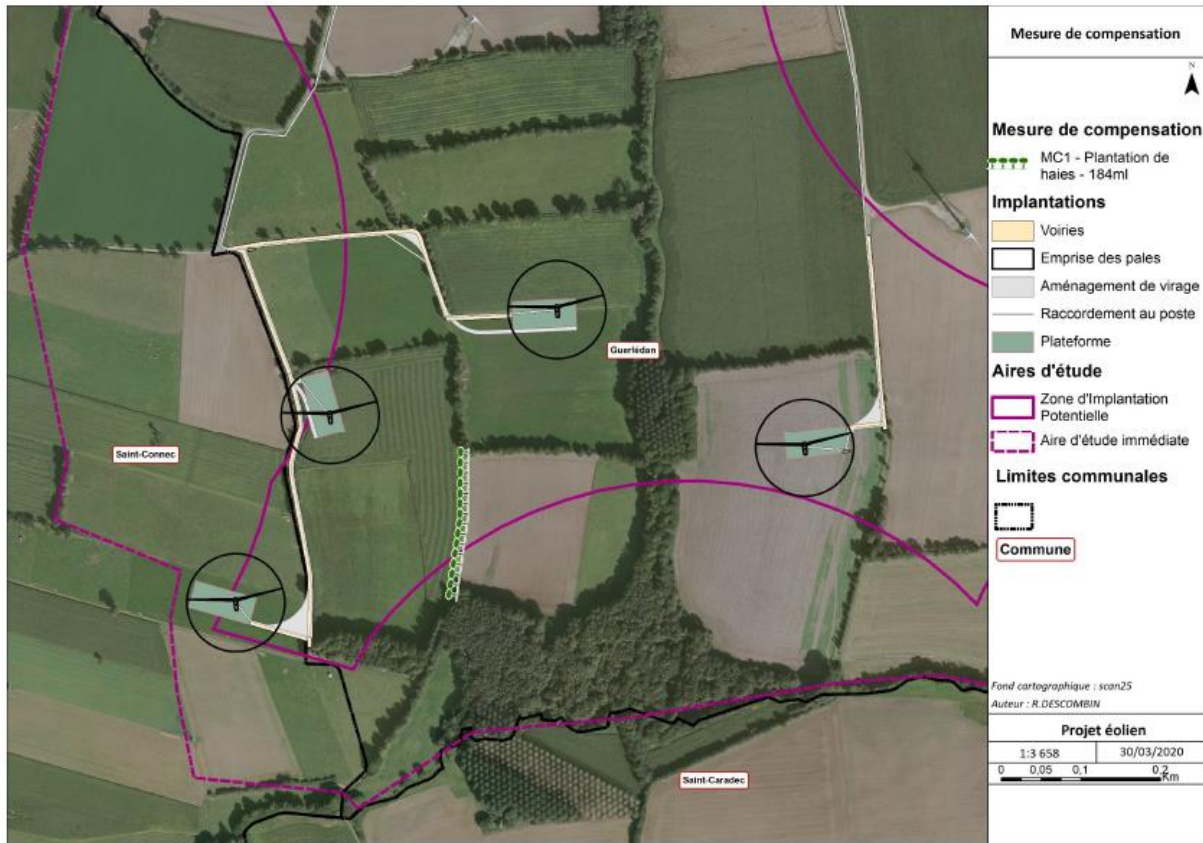 Mesure de compensation
N
Mesure de compensation
MC1 - Plantation de
haies - 184ml
Implantations
Voiries
Emprise des pales
Aménagement de virage
Raccordement au poste
Plateforme
Aires d'étude
Zone d'Implantation
Potentielle
Aire d'étude immédiate
Limites communales
Commune
Guerlédan
Saint-Connec
Saint-Caradec
Fond cartographique : scan25
Auteur : R.DESCOMBIN
Projet éolien
1:3 658 30/03/2020
0 0,05 0,1 0,2
Km